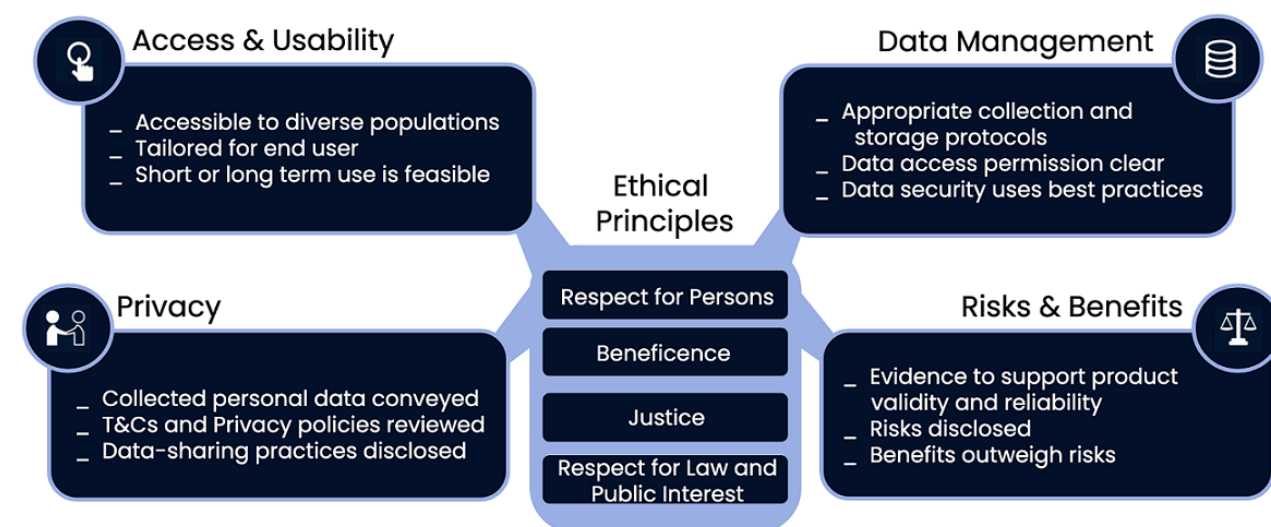 Access & Usability
_ Accessible to diverse populations
_ Tailored for end user
_ Short or long term use is feasible
Data Management
_ Appropriate collection and
storage protocols
_ Data access permission clear
_ Data security uses best practices
Ethical
Principles
Respect for Persons
Beneficence
Justice
Respect for Law and
Public Interest
Privacy
_ Collected personal data conveyed
_ T&Cs and Privacy policies reviewed
_ Data-sharing practices disclosed
Risks & Benefits
_ Evidence to support product
validity and reliability
_ Risks disclosed
_ Benefits outweigh risks